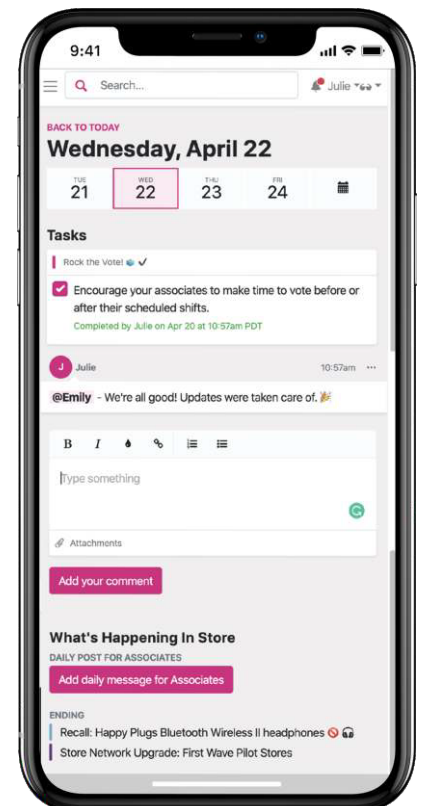 9:41
Search...
Julie
BACK TO TODAY
Wednesday, April 22
TUE WED THU FRI
21 22 23 24
Tasks
Rock the Vote!
Encourage your associates to make time to vote before or
after their scheduled shifts.
Completed by Julie on Apr 20 at 10:57am PDT
J Julie 10:57am ...
@Emily - We're all good! Updates were taken care of. 🎉
B I
Type something
Attachments
Add your comment
What's Happening In Store
DAILY POST FOR ASSOCIATES
Add daily message for Associates
ENDING
Recall: Happy Plugs Bluetooth Wireless II headphones 🚫 🎧
Store Network Upgrade: First Wave Pilot Stores